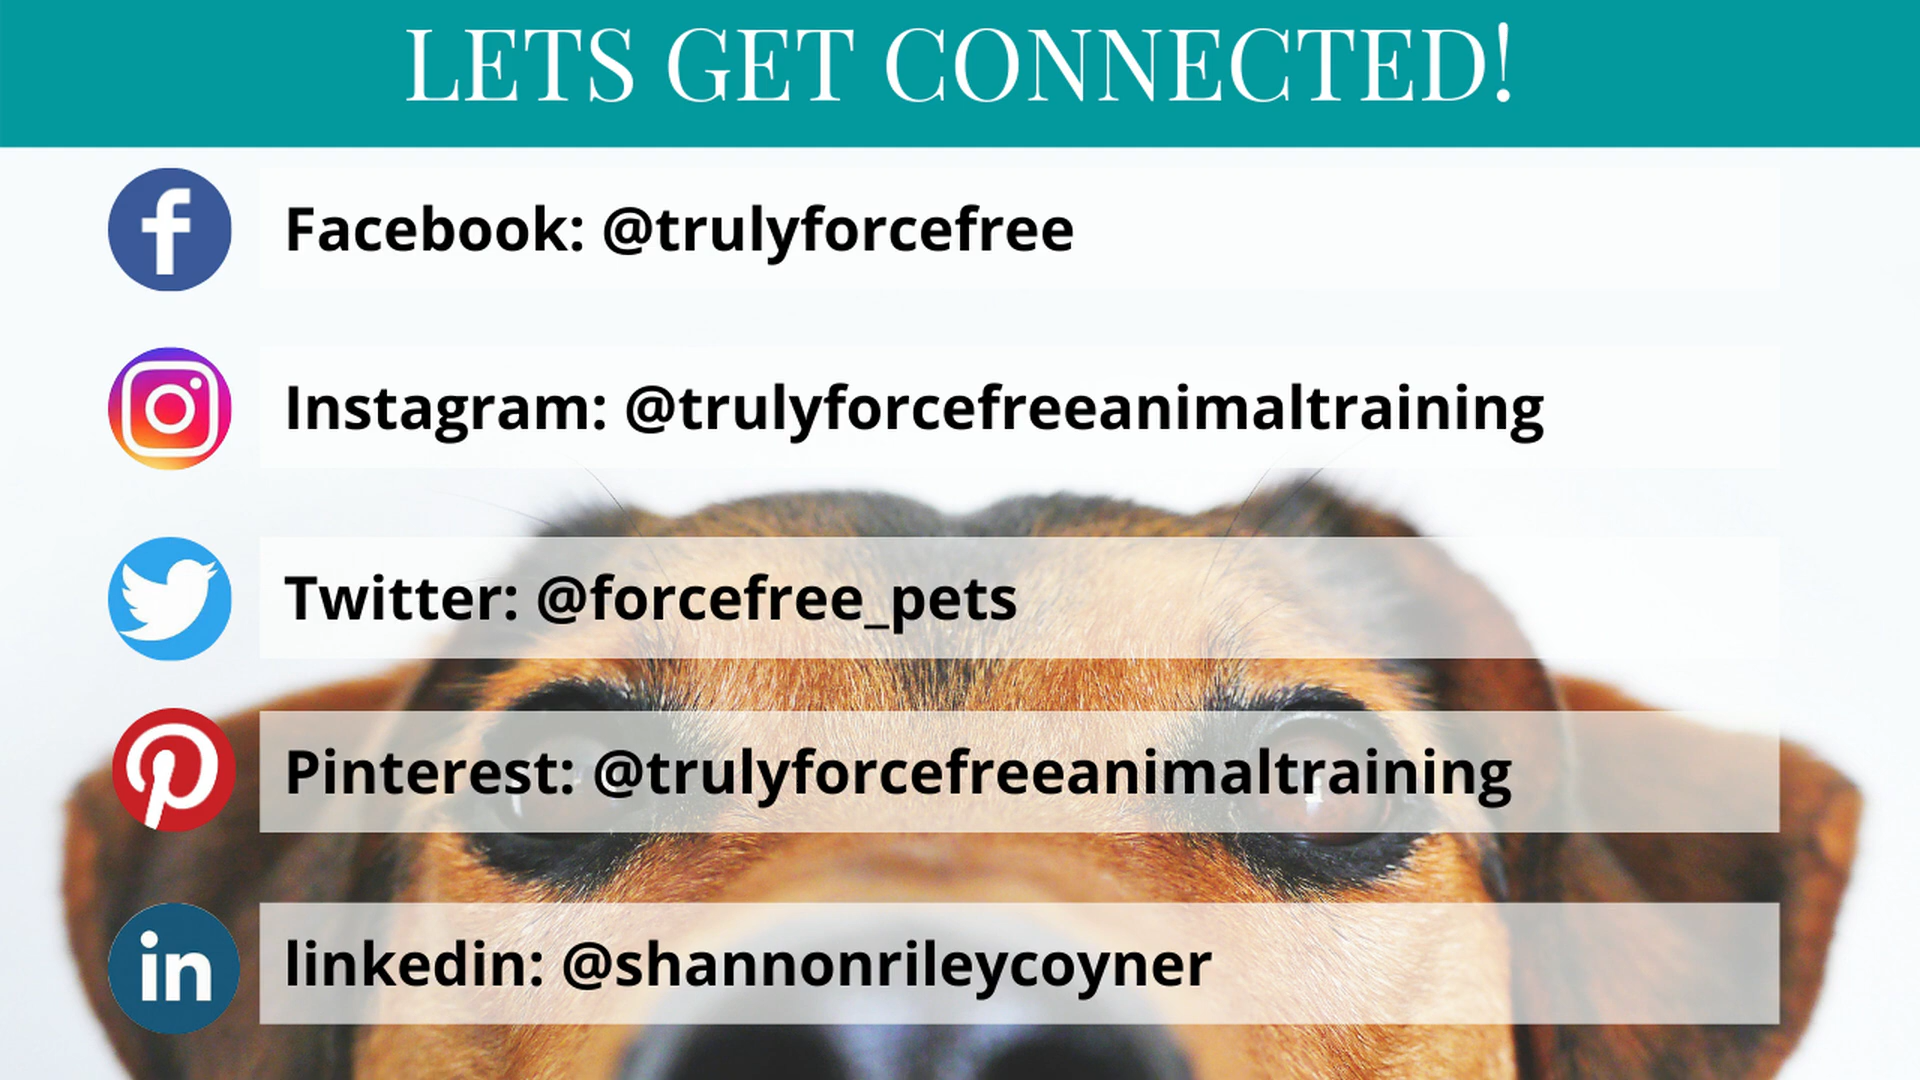 LETS GET CONNECTED!
Facebook: @trulyforcefree
Instagram: @trulyforcefreeanimaltraining
Twitter: @forcefree_pets
Pinterest: @trulyforcefreeanimaltraining
linkedin: @shannonrileycoyner